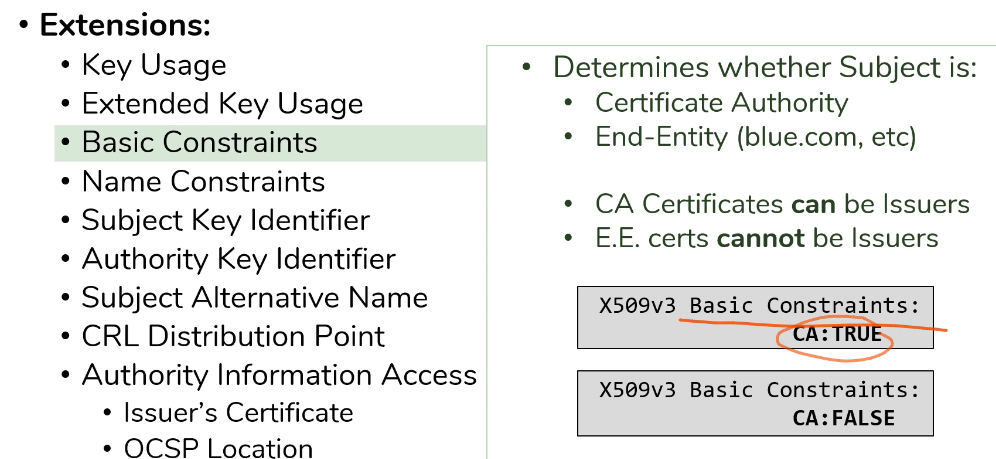 • Extensions:
• Key Usage
• Extended Key Usage
• Basic Constraints
• Name Constraints
• Subject Key Identifier
• Authority Key Identifier
• Subject Alternative Name
• CRL Distribution Point
• Authority Information Access
• Issuer's Certificate
• OCSP Location
• Determines whether Subject is:
• Certificate Authority
• End-Entity (blue.com, etc)
• CA Certificates can be Issuers
• E.E. certs cannot be Issuers
X509v3 Basic Constraints:
CA:TRUE
X509v3 Basic Constraints:
CA:FALSE